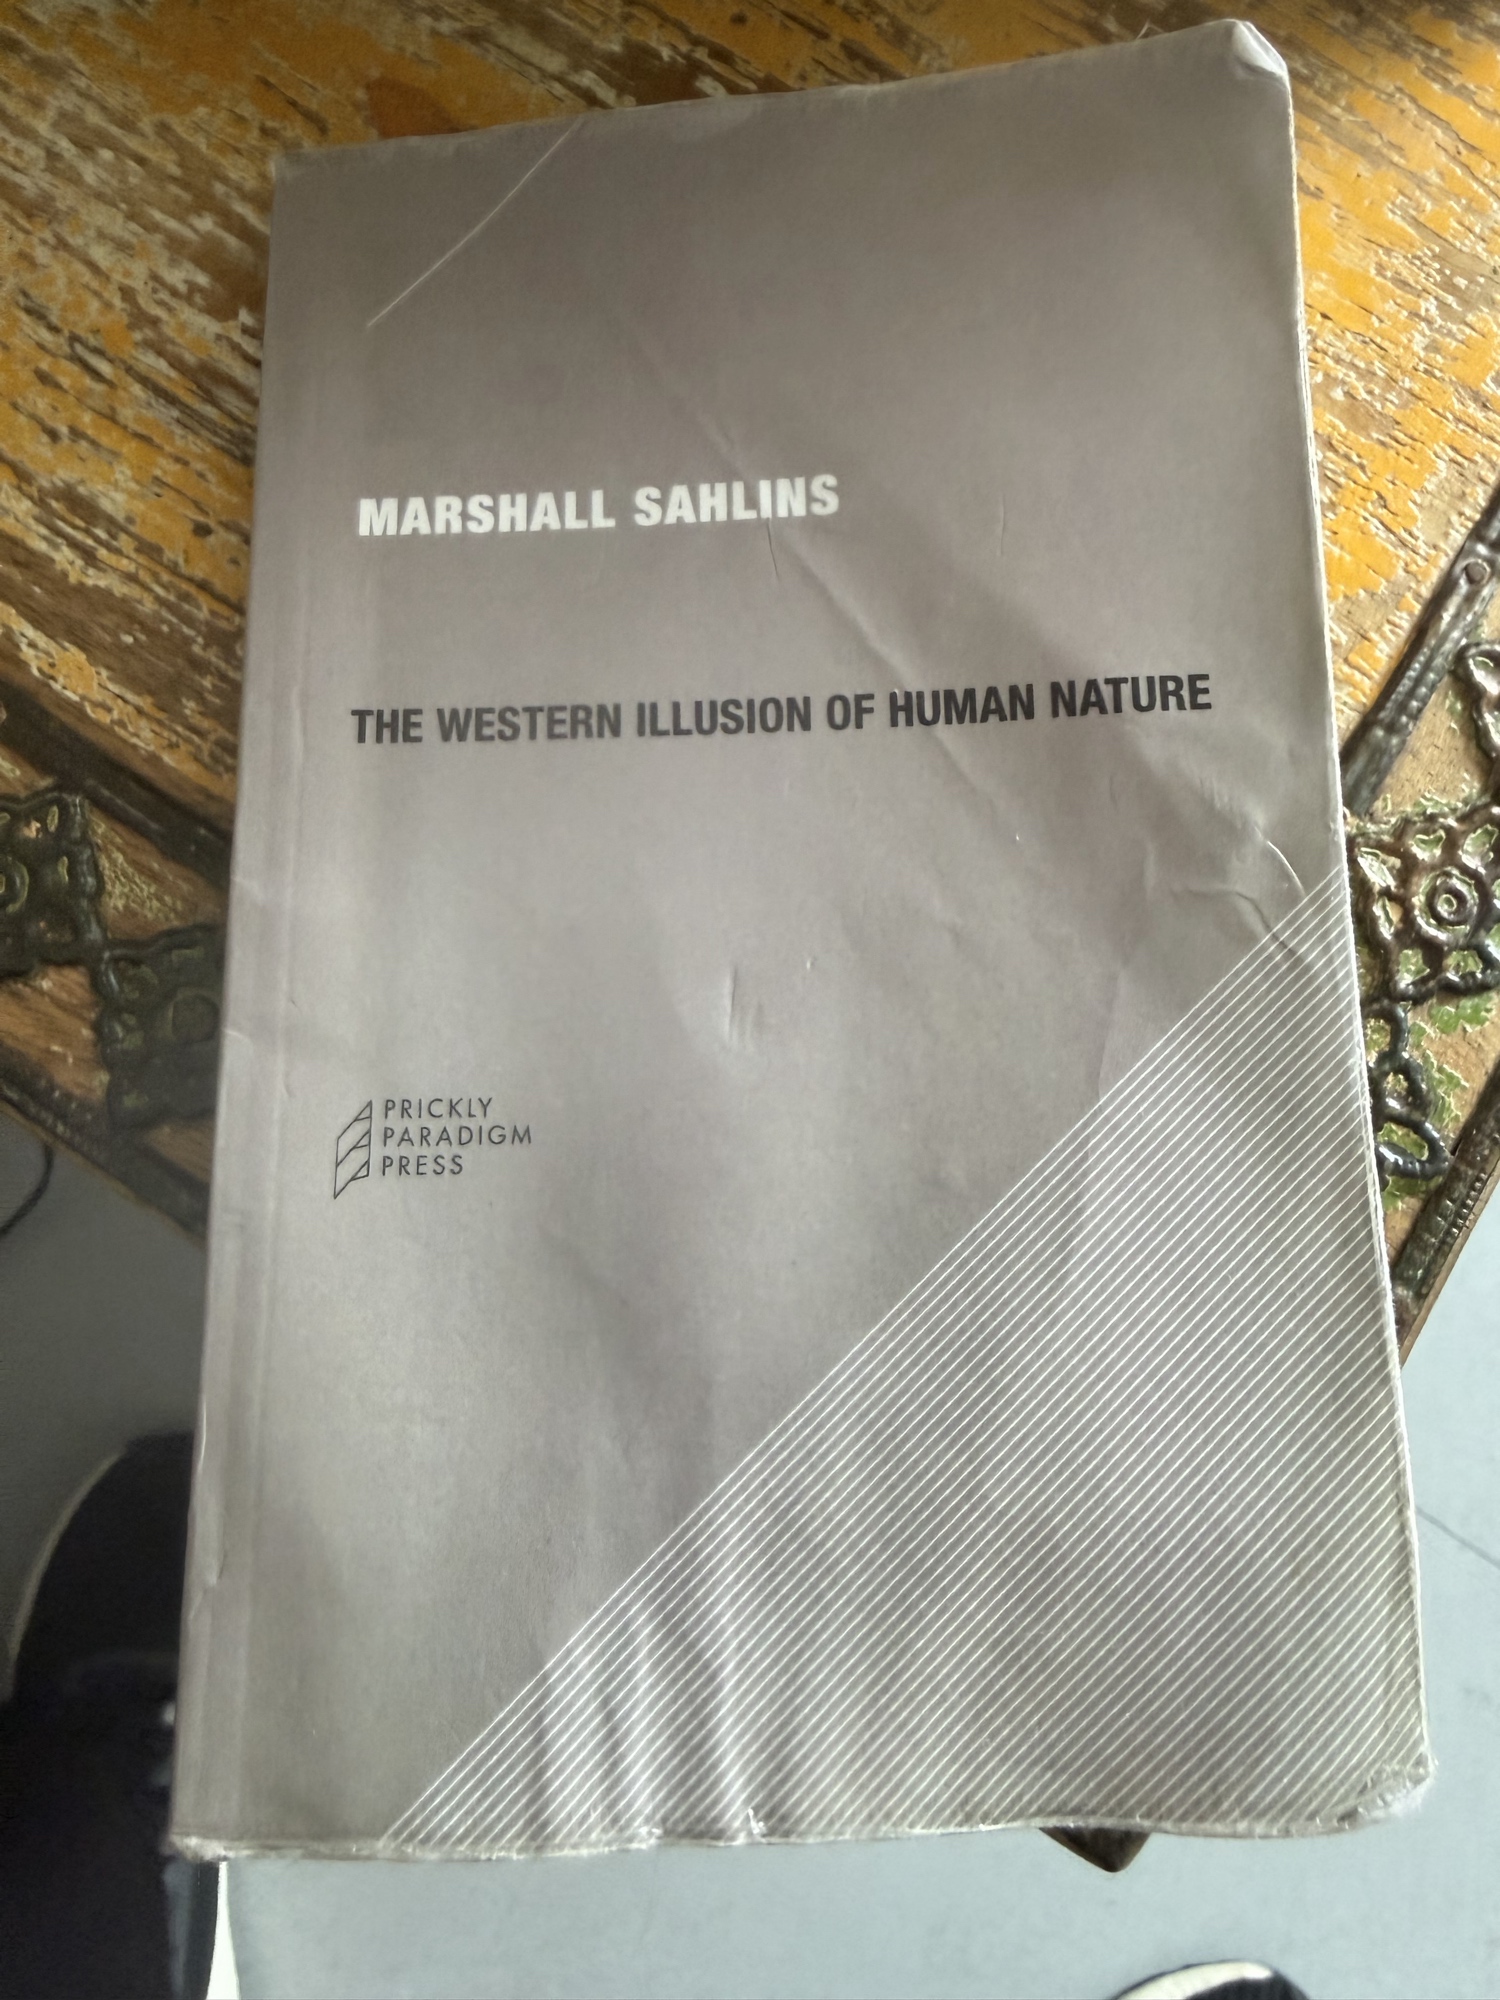 MARSHALL SAHLINS
THE WESTERN ILLUSION OF HUMAN NATURE
PRICKLY
PARADIGM
PRESS